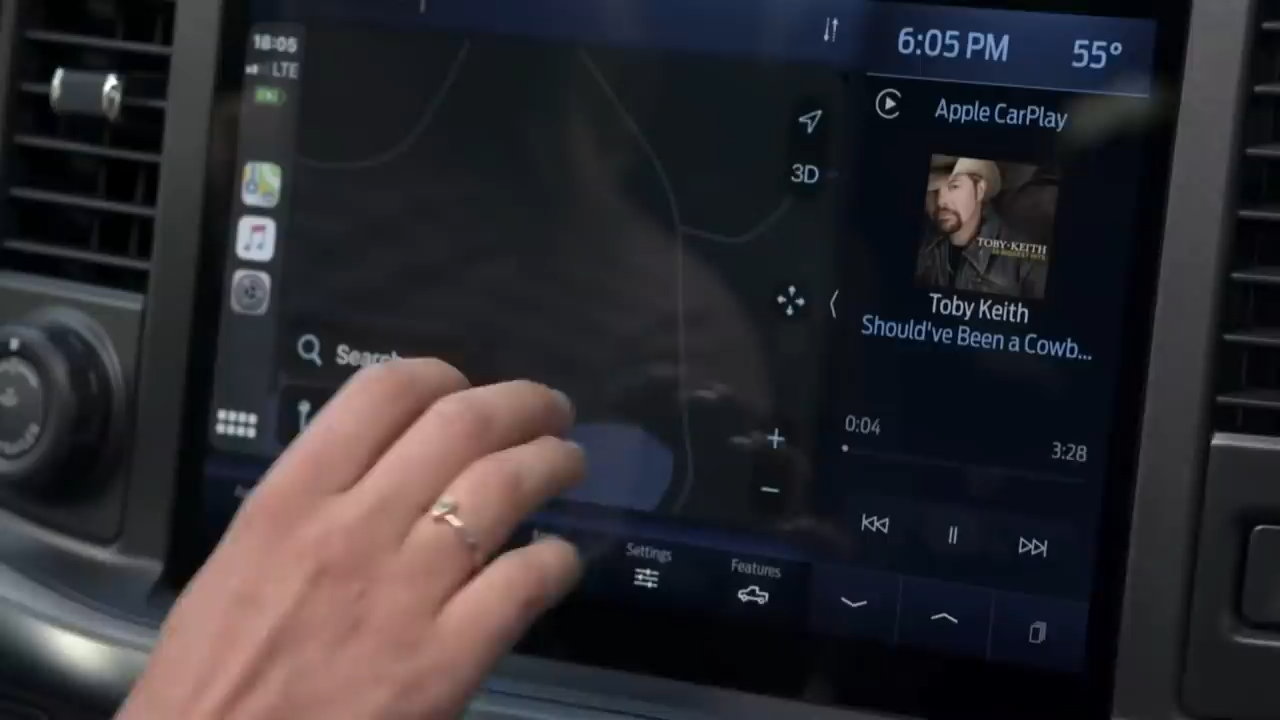 18:05
LTE
6:05 PM
55°
Apple CarPlay
3D
TOBY·KEITH
Toby Keith
Should've Been a Cowb...
0:04
3:28
Settings
Features